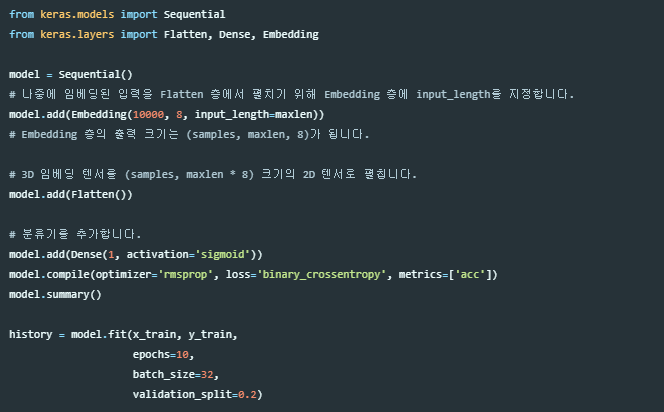 from keras.models import Sequential
from keras.layers import Flatten, Dense, Embedding
model = Sequential()
# 나중에 임베딩된 입력을 Flatten 층에서 펼치기 위해 Embedding 층에 input_length를 지정합니다.
model.add(Embedding(10000, 8, input_length=maxlen))
# Embedding 층의 출력 크기는 (samples, maxlen, 8)가 됩니다.
# 3D 임베딩 텐서를 (samples, maxlen * 8) 크기의 2D 텐서로 펼칩니다.
model.add(Flatten())
# 분류기를 추가합니다.
model.add(Dense(1, activation='sigmoid'))
model.compile(optimizer='rmsprop', loss='binary_crossentropy', metrics=['acc'])
model.summary()
history = model.fit(x_train, y_train,
epochs=10,
batch_size=32,
validation_split=0.2)